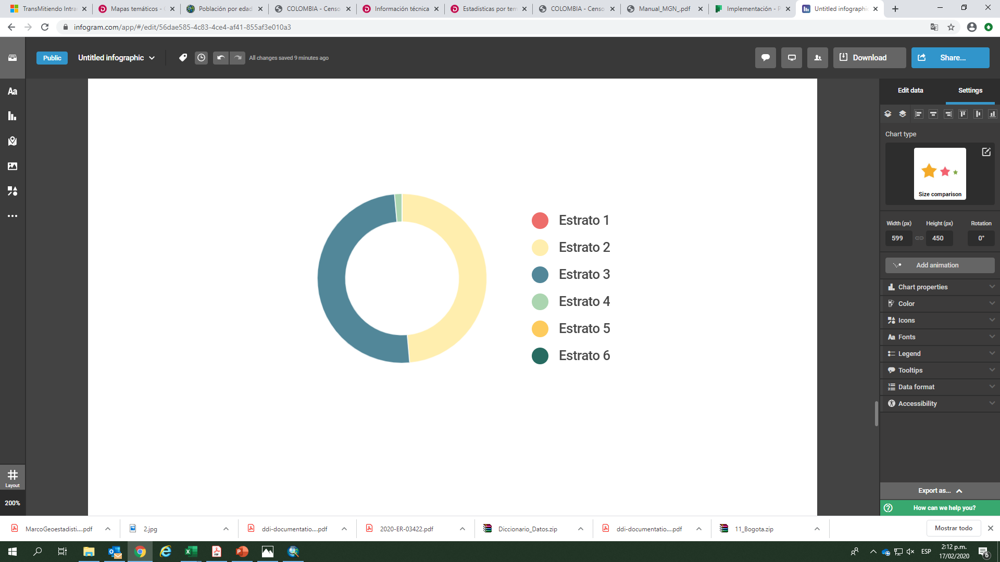 TransMitiendo Intra
Mapas temáticos -
Población por edad
COLOMBIA - Censo
Información técnica
Estadisticas por tem
COLOMBIA - Censo
Manual_MGN_.pdf
Implementación - P
Untitled infographic
infogram.com/app/#/edit/56dae585-4c83-4ce4-af41-855af3e010a3
Public
Untitled infographic
All changes saved 9 minutes ago
Download
Share...
Aa
Edit data
Settings
Chart type
Size comparison
Width (px)
Height (px)
Rotation
599
450
0°
Add animation
Chart properties
Color
Icons
Aa Fonts
Legend
Tooltips
Data format
Accessibility
Export as...
How can we help you?
Estrato 1
Estrato 2
Estrato 3
Estrato 4
Estrato 5
Estrato 6
Layout
200%
MarcoGeoestadisti....pdf
2.jpg
ddi-documentatio....pdf
2020-ER-03422.pdf
Diccionario_Datos.zip
ddi-documentatio....pdf
11_Bogota.zip
Mostrar todo
ESP
2:12 p.m.
17/02/2020
6